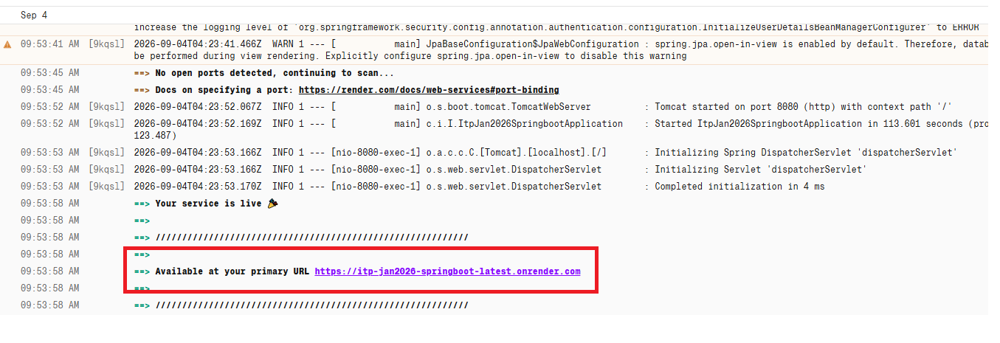 Sep 4
increase the logging level of 'org.springframework.security.config.annotation.authentication.configuration.InitializeUserDetailsBeanManagerConfigurer' to ERROR
09:53:41 AM [9kqsl] 2026-09-04T04:23:41.466Z  WARN 1 --- [           main] JpaBaseConfiguration$JpaWebConfiguration : spring.jpa.open-in-view is enabled by default. Therefore, datab
be performed during view rendering. Explicitly configure spring.jpa.open-in-view to disable this warning
09:53:45 AM ==> No open ports detected, continuing to scan...
09:53:45 AM ==> Docs on specifying a port: https://render.com/docs/web-services#port-binding
09:53:52 AM [9kqsl] 2026-09-04T04:23:52.067Z  INFO 1 --- [           main] o.s.boot.tomcat.TomcatWebServer          : Tomcat started on port 8080 (http) with context path '/'
09:53:52 AM [9kqsl] 2026-09-04T04:23:52.169Z  INFO 1 --- [           main] c.i.I.ItpJan2026SpringbootApplication    : Started ItpJan2026SpringbootApplication in 113.601 seconds (pro
123.487)
09:53:53 AM [9kqsl] 2026-09-04T04:23:53.166Z  INFO 1 --- [nio-8080-exec-1] o.a.c.c.C.[Tomcat].[localhost].[/]       : Initializing Spring DispatcherServlet 'dispatcherServlet'
09:53:53 AM [9kqsl] 2026-09-04T04:23:53.166Z  INFO 1 --- [nio-8080-exec-1] o.s.web.servlet.DispatcherServlet        : Initializing Servlet 'dispatcherServlet'
09:53:53 AM [9kqsl] 2026-09-04T04:23:53.170Z  INFO 1 --- [nio-8080-exec-1] o.s.web.servlet.DispatcherServlet        : Completed initialization in 4 ms
09:53:58 AM ==> Your service is live 🎉
09:53:58 AM ==>
09:53:58 AM ==> ///////////////////////////////////////////////////////////
09:53:58 AM ==>
09:53:58 AM ==> Available at your primary URL https://itp-jan2026-springboot-latest.onrender.com
09:53:58 AM ==>
09:53:58 AM ==> ///////////////////////////////////////////////////////////